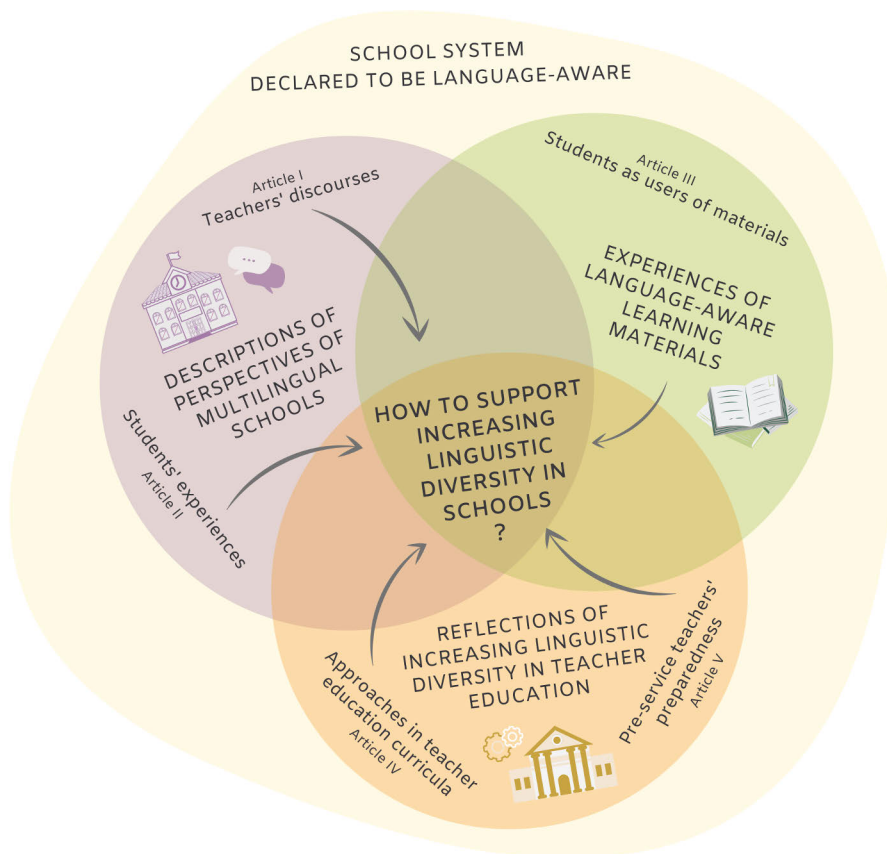 SCHOOL SYSTEM
DECLARED TO BE LANGUAGE-AWARE
Article I
Teachers' discourses
DESCRIPTIONS OF
PERSPECTIVES OF
MULTILINGUAL
SCHOOLS
Students' experiences
Article II
Article III
Students as users of materials
EXPERIENCES OF
LANGUAGE-AWARE
LEARNING
MATERIALS
HOW TO SUPPORT
INCREASING
LINGUISTIC
DIVERSITY IN
SCHOOLS
?
REFLECTIONS OF
INCREASING LINGUISTIC
DIVERSITY IN TEACHER
EDUCATION
Approaches in teacher
education curricula
Article IV
Pre-service teachers'
preparedness
Article V